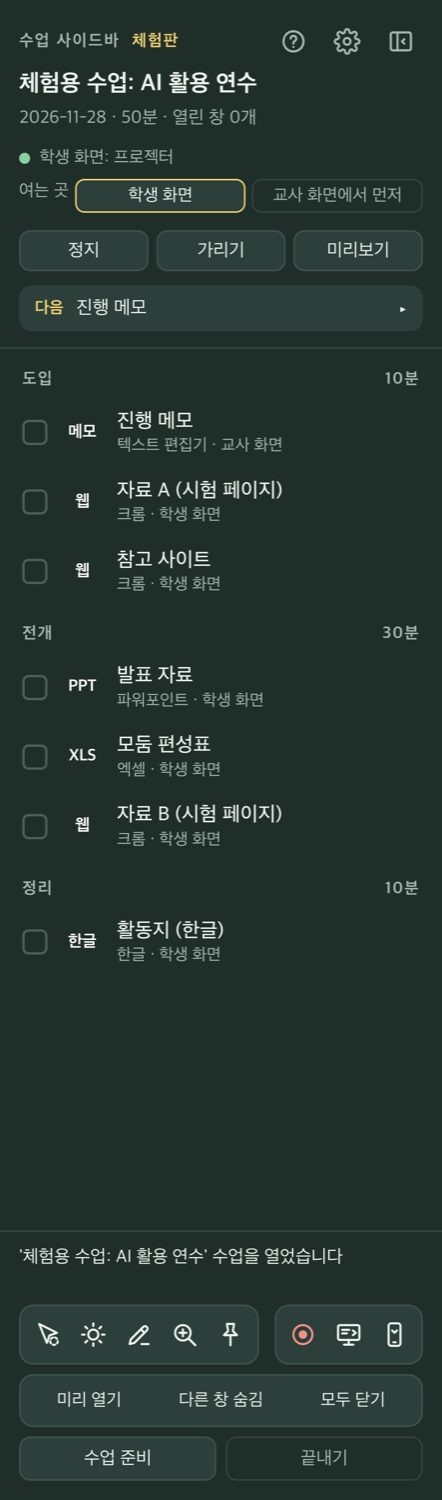 수업 사이드바 체험판
체험용 수업: AI 활용 연수
2026-11-28 · 50분 · 열린 창 0개
학생 화면: 프로젝터
여는 곳 학생 화면 교사 화면에서 먼저
정지 가리기 미리보기
다음 진행 메모
도입 10분
메모 진행 메모
텍스트 편집기 · 교사 화면
웹 자료 A (시험 페이지)
크롬 · 학생 화면
웹 참고 사이트
크롬 · 학생 화면
전개 30분
PPT 발표 자료
파워포인트 · 학생 화면
XLS 모둠 편성표
엑셀 · 학생 화면
웹 자료 B (시험 페이지)
크롬 · 학생 화면
정리 10분
한글 활동지 (한글)
한글 · 학생 화면
'체험용 수업: AI 활용 연수' 수업을 열었습니다
미리 열기 다른 창 숨김 모두 닫기
수업 준비 끝내기